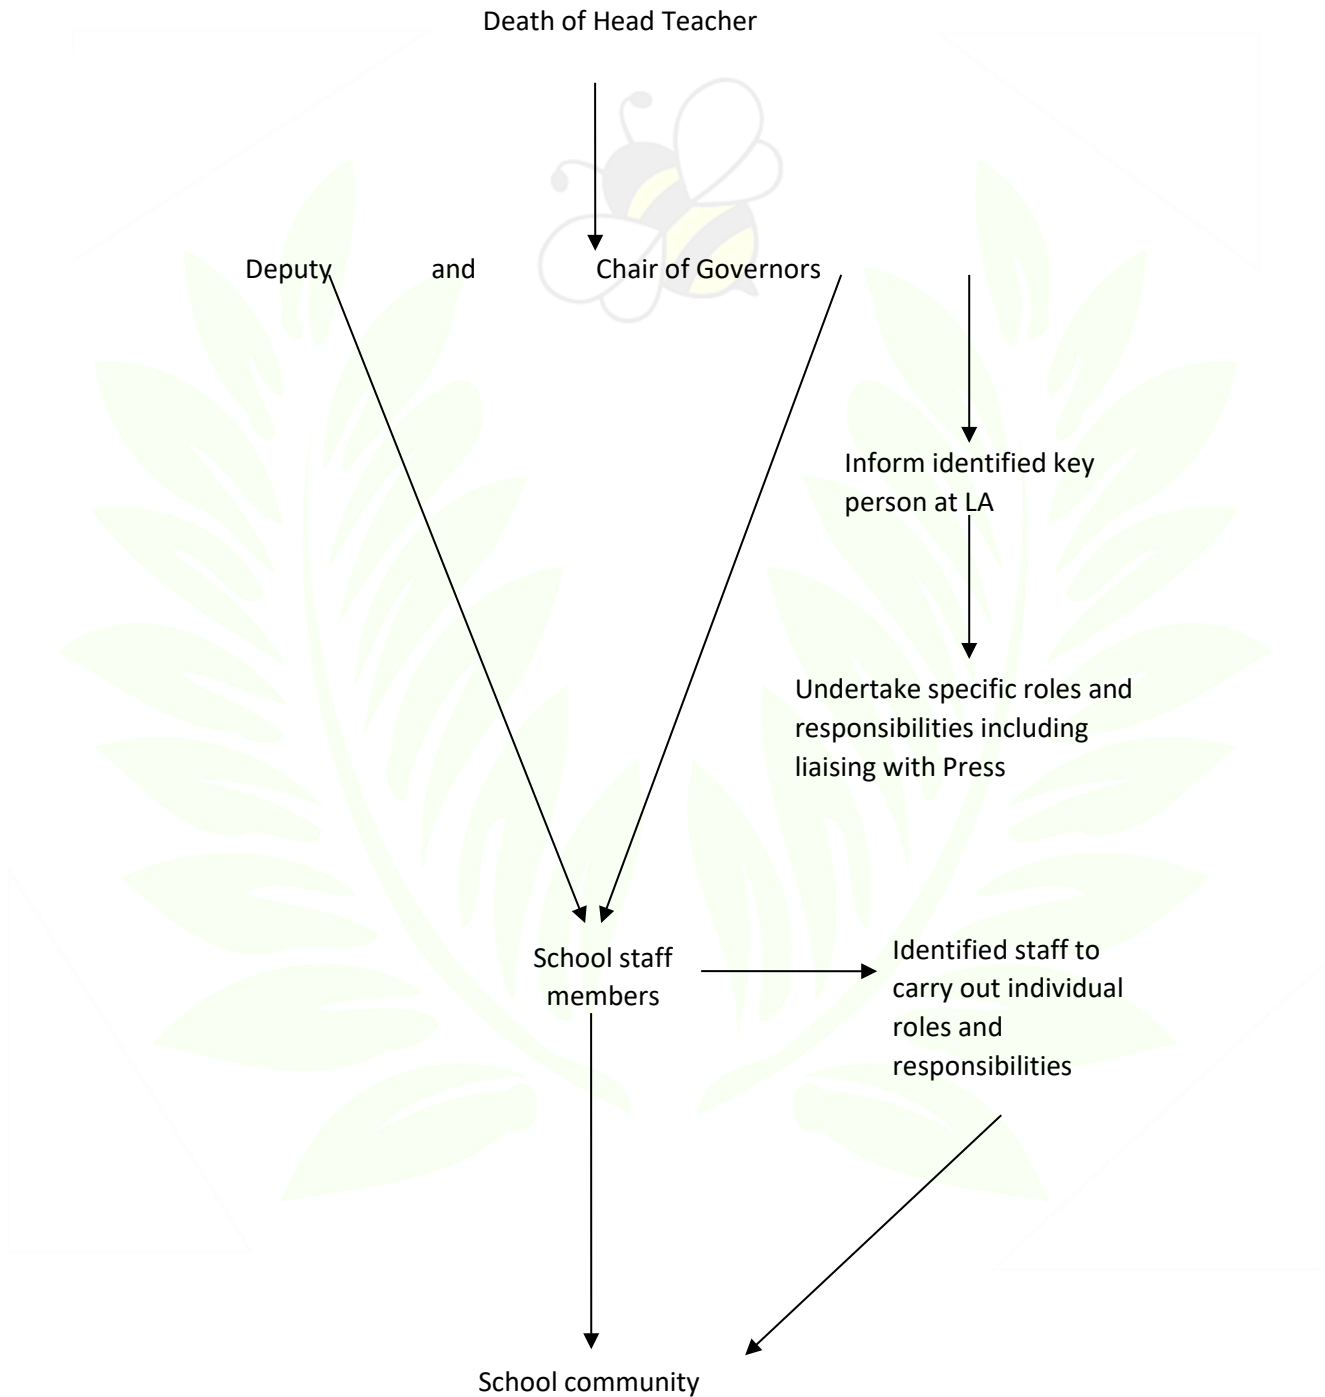 Death of Head Teacher
Deputy and Chair of Governors
Inform identified key
person at LA
Undertake specific roles and
responsibilities including
liaising with Press
School staff
members
Identified staff to
carry out individual
roles and
responsibilities
School community